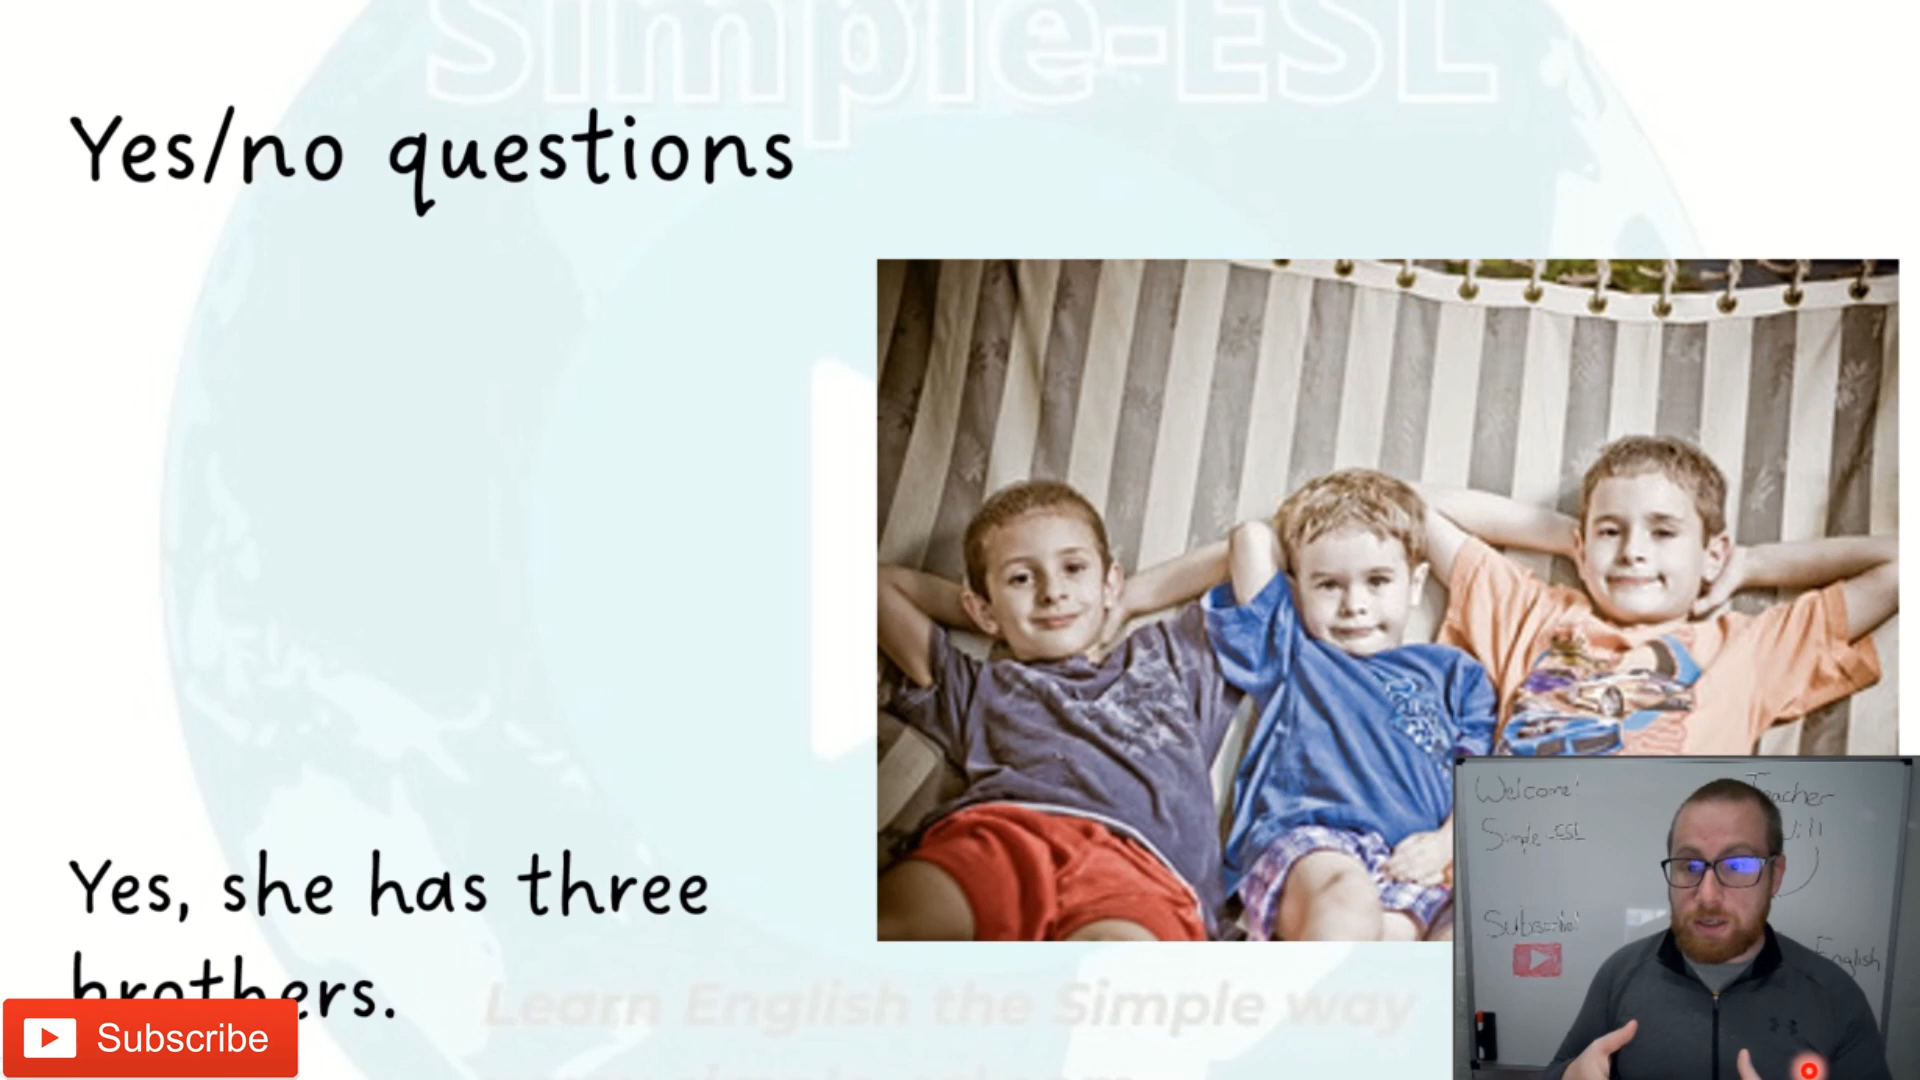 Simple-ESL
Yes/no questions
Yes, she has three
brothers.
Learn English the Simple way
Subscribe
Welcome!
Teacher
Simple-ESL
Will
Subscribe!
English